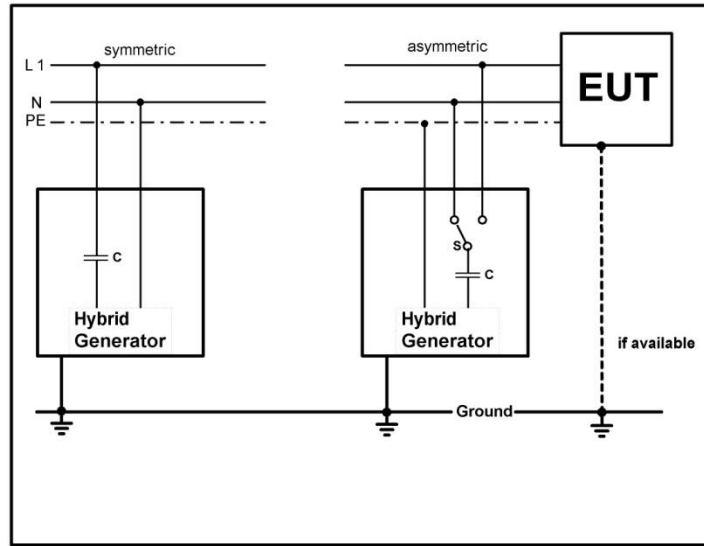 symmetric
asymmetric
L 1
N
PE
EUT
C
S
C
Hybrid
Generator
Hybrid
Generator
if available
Ground